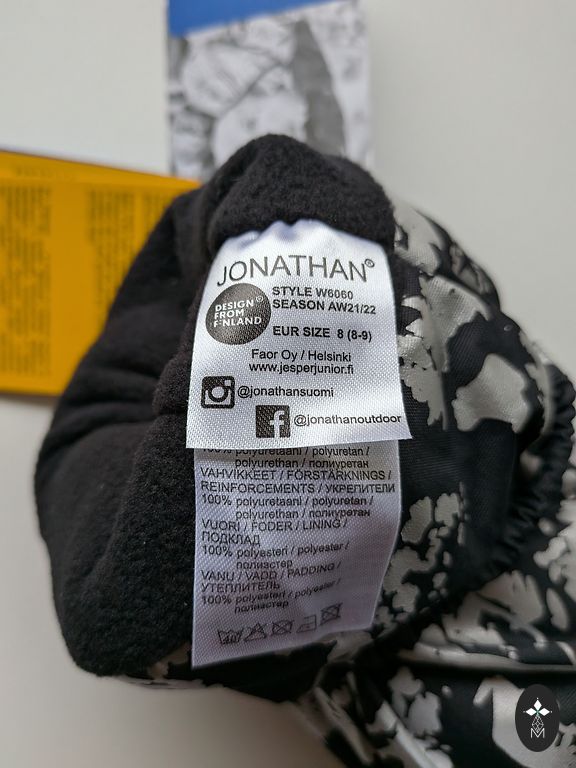 JONATHAN®
DESIGN®
FROM
FINLAND
STYLE W6060
SEASON AW21/22
EUR SIZE 8 (8-9)
Faor Oy / Helsinki
www.jesperjunior.fi
@jonathansuomi
@jonathanoutdoor
100% polyuretaani / polyuretan /
polyurethan / полиуретан
VAHVIKKEET / FÖRSTÄRKNINGS /
REINFORCEMENTS / УКРЕПИТЕЛИ
100% polyuretaani / polyuretan /
polyurethan / полиуретан
VUORI / FODER / LINING /
ПОДКЛАД
100% polyesteri / polyester /
полиэстер
VANU / VADD / PADDING /
УТЕПЛИТЕЛЬ
100% polyesteri / polyester /
полиэстер